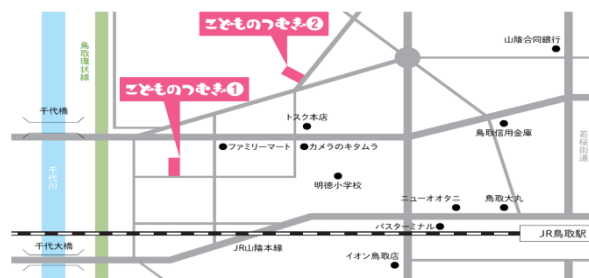 こどものつむぎ❷
山陰合同銀行
鳥取環状線
こどものつむぎ❶
千代橋
トスク本店
鳥取信用金庫
若桜街道
ファミリーマート
カメラのキタムラ
千代川
明徳小学校
ニューオオタニ
鳥取大丸
バスターミナル
JR鳥取駅
千代大橋
JR山陰本線
イオン鳥取店